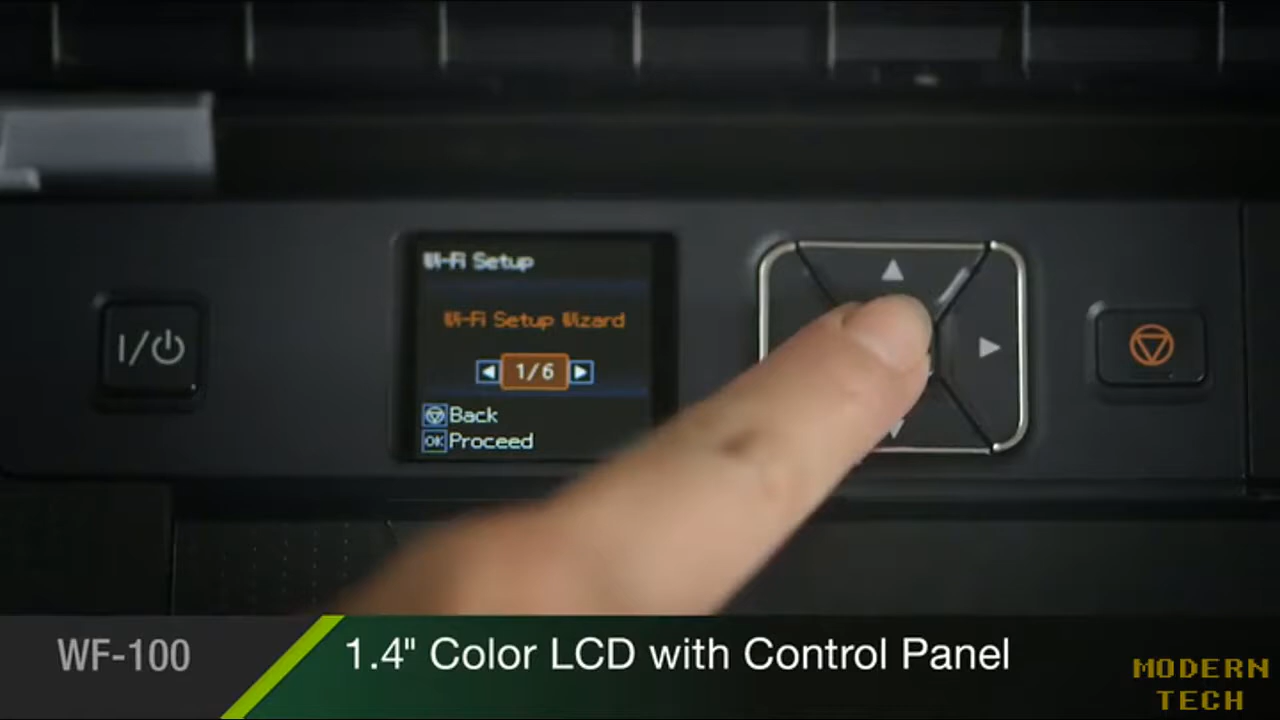 Wi-Fi Setup
Wi-Fi Setup Wizard
1/6
Back
OK Proceed
WF-100
1.4" Color LCD with Control Panel
MODERN
TECH